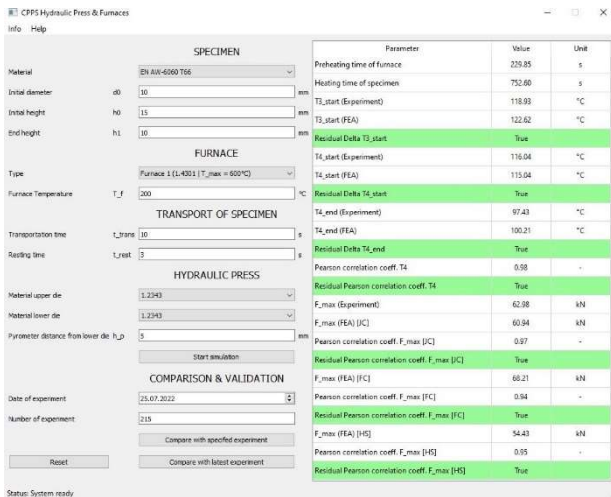 CPPS Hydraulic Press & Furnaces
Info Help
SPECIMEN
Material EN AW-6060 T66
Initial diameter d0 10 mm
Initial height h0 15 mm
End height h1 10 mm
FURNACE
Type Furnace 1 (1.4301 | T_max = 600°C)
Furnace Temperature T_f 200 °C
TRANSPORT OF SPECIMEN
Transportation time t_trans 10 s
Resting time t_rest 3 s
HYDRAULIC PRESS
Material upper die 1.2343
Material lower die 1.2343
Pyrometer distance from lower die h_p 5 mm
Start simulation
COMPARISON & VALIDATION
Date of experiment 25.07.2022
Number of experiment 215
Compare with specified experiment
Reset Compare with latest experiment
Status: System ready
Parameter Value Unit
Preheating time of furnace 229.85 s
Heating time of specimen 752.60 s
T3_start (Experiment) 118.93 °C
T3_start (FEA) 122.62 °C
Residual Delta T3_start True
T4_start (Experiment) 116.04 °C
T4_start (FEA) 115.04 °C
Residual Delta T4_start True
T4_end (Experiment) 97.43 °C
T4_end (FEA) 100.21 °C
Residual Delta T4_end True
Pearson correlation coeff. T4 0.98 -
Residual Pearson correlation coeff. T4 True
F_max (Experiment) 62.98 kN
F_max (FEA) [JC] 60.94 kN
Pearson correlation coeff. F_max [JC] 0.97 -
Residual Pearson correlation coeff. F_max [JC] True
F_max (FEA) [FC] 68.21 kN
Pearson correlation coeff. F_max [FC] 0.94 -
Residual Pearson correlation coeff. F_max [FC] True
F_max (FEA) [HS] 54.43 kN
Pearson correlation coeff. F_max [HS] 0.95 -
Residual Pearson correlation coeff. F_max [HS] True